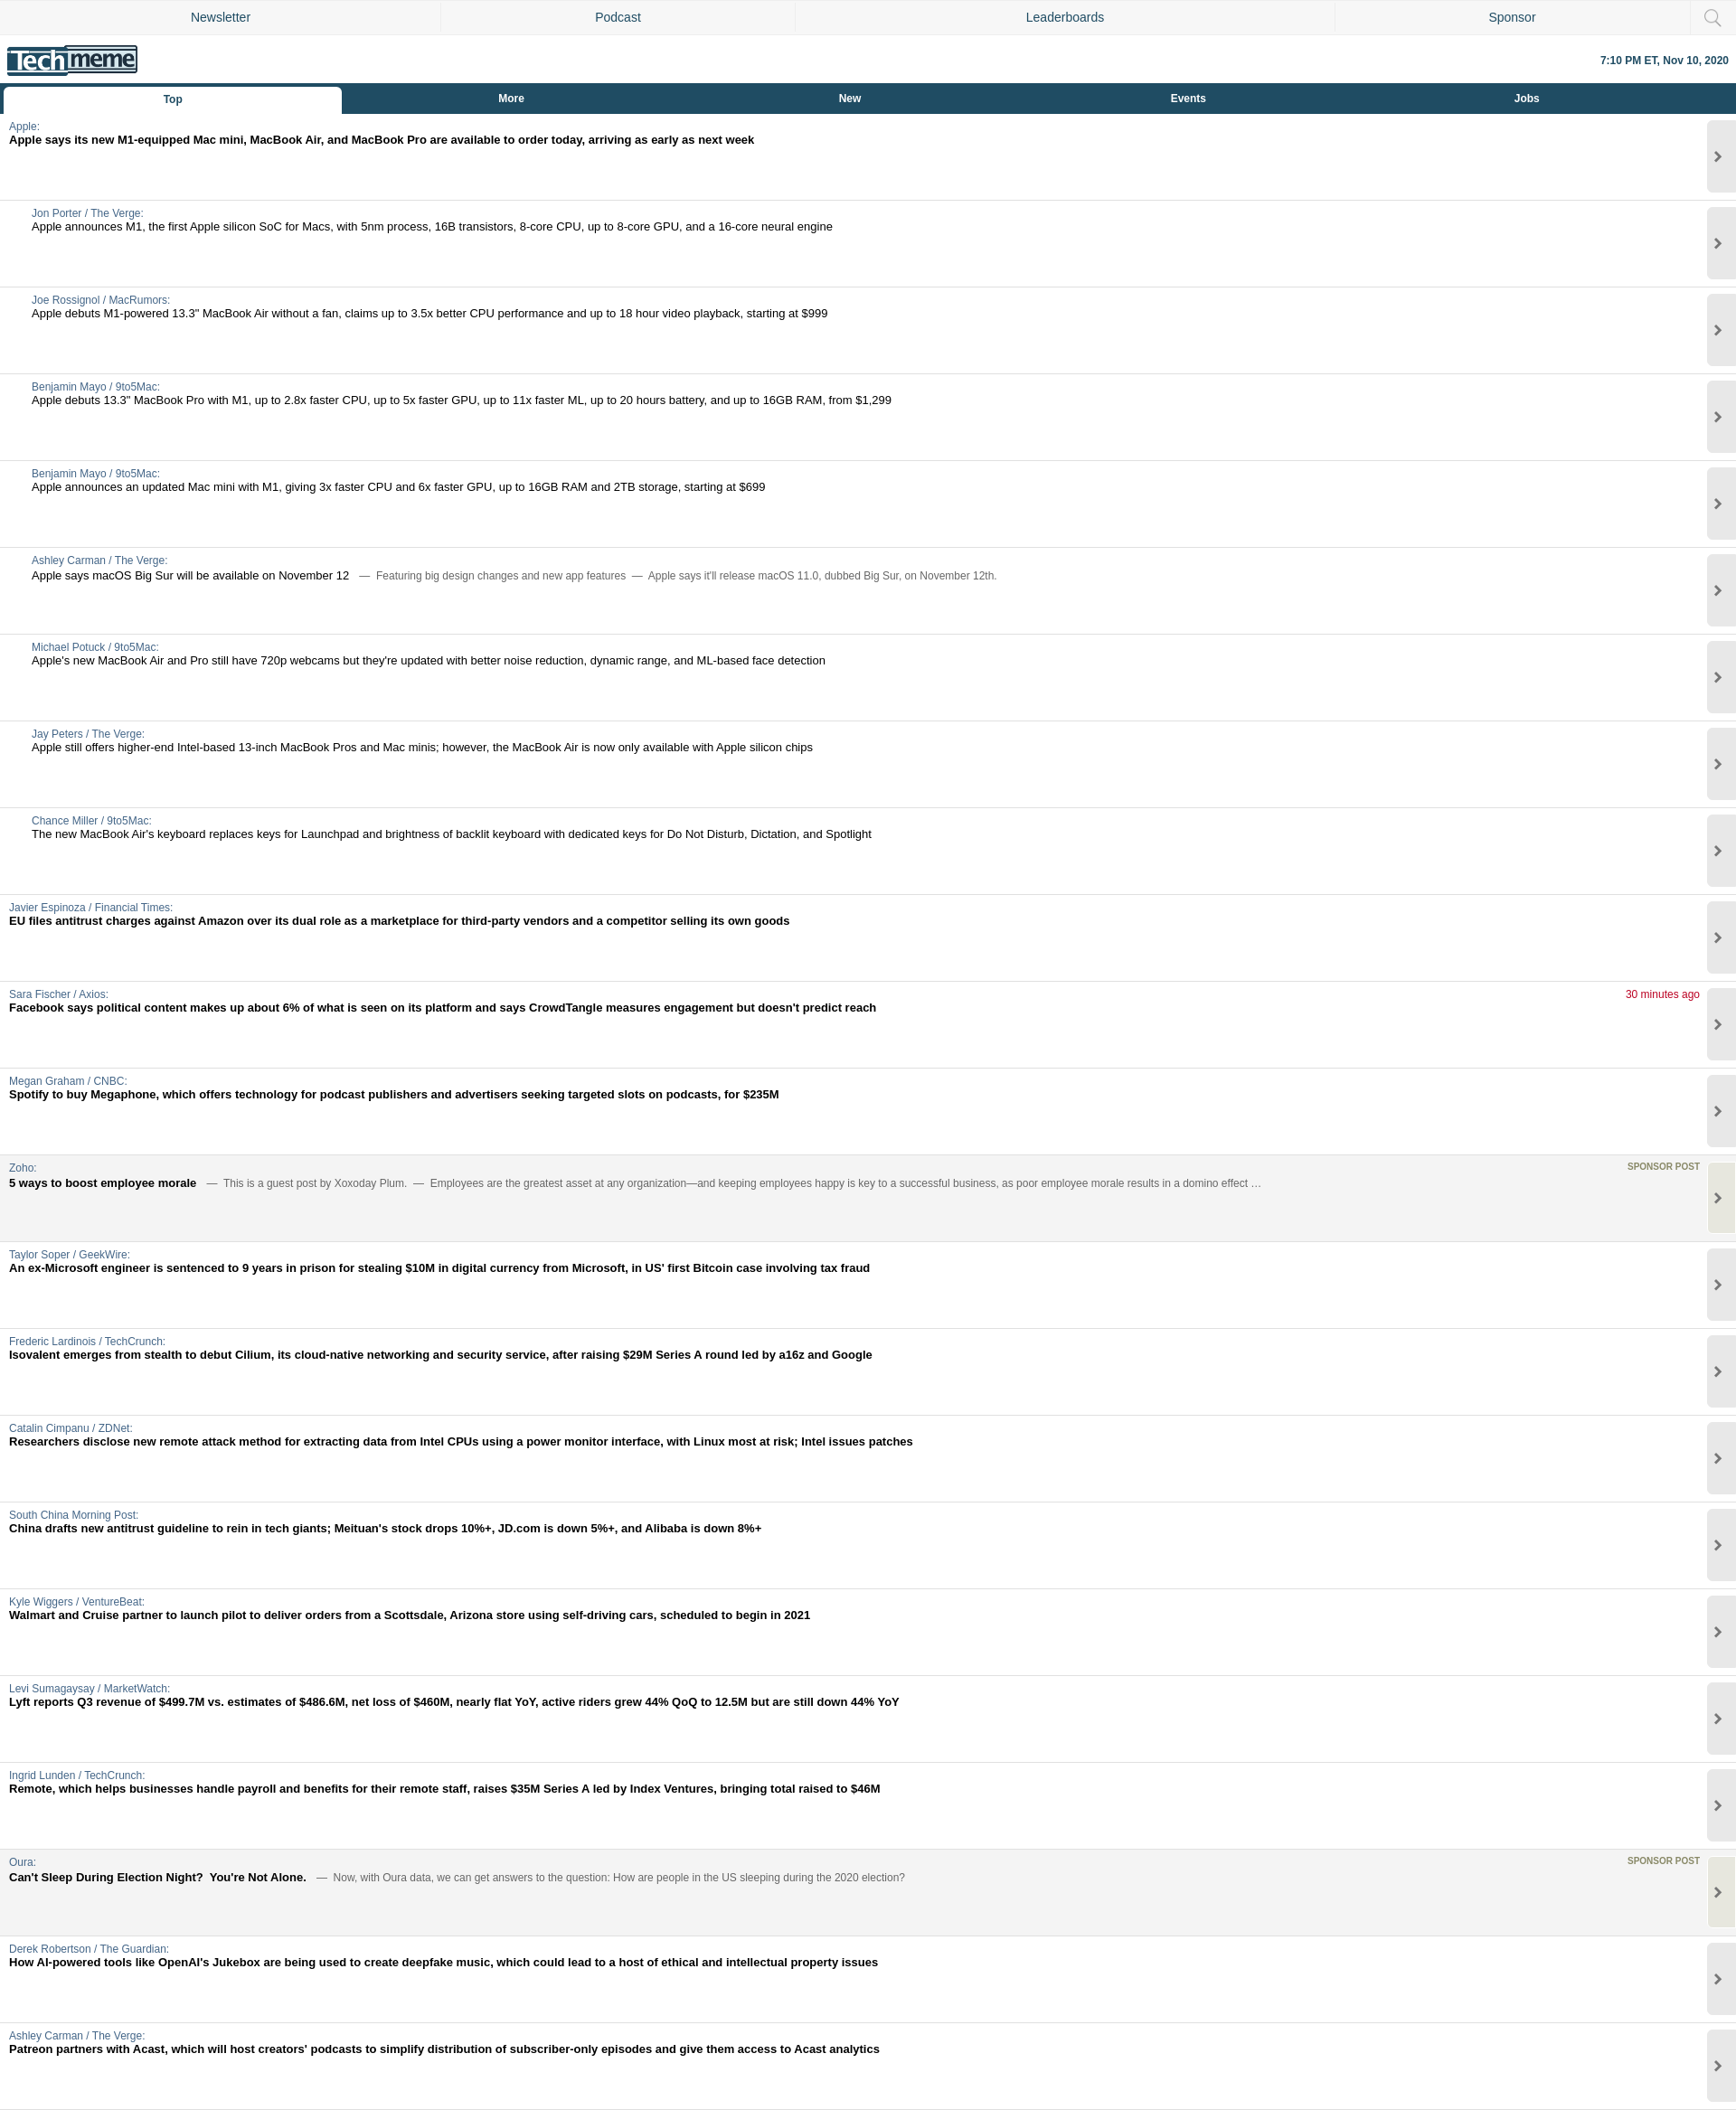 Newsletter Podcast Leaderboards Sponsor
Techmeme
7:10 PM ET, Nov 10, 2020
Top More New Events Jobs
Apple:
Apple says its new M1-equipped Mac mini, MacBook Air, and MacBook Pro are available to order today, arriving as early as next week
Jon Porter / The Verge:
Apple announces M1, the first Apple silicon SoC for Macs, with 5nm process, 16B transistors, 8-core CPU, up to 8-core GPU, and a 16-core neural engine
Joe Rossignol / MacRumors:
Apple debuts M1-powered 13.3" MacBook Air without a fan, claims up to 3.5x better CPU performance and up to 18 hour video playback, starting at $999
Benjamin Mayo / 9to5Mac:
Apple debuts 13.3" MacBook Pro with M1, up to 2.8x faster CPU, up to 5x faster GPU, up to 11x faster ML, up to 20 hours battery, and up to 16GB RAM, from $1,299
Benjamin Mayo / 9to5Mac:
Apple announces an updated Mac mini with M1, giving 3x faster CPU and 6x faster GPU, up to 16GB RAM and 2TB storage, starting at $699
Ashley Carman / The Verge:
Apple says macOS Big Sur will be available on November 12 — Featuring big design changes and new app features — Apple says it'll release macOS 11.0, dubbed Big Sur, on November 12th.
Michael Potuck / 9to5Mac:
Apple's new MacBook Air and Pro still have 720p webcams but they're updated with better noise reduction, dynamic range, and ML-based face detection
Jay Peters / The Verge:
Apple still offers higher-end Intel-based 13-inch MacBook Pros and Mac minis; however, the MacBook Air is now only available with Apple silicon chips
Chance Miller / 9to5Mac:
The new MacBook Air's keyboard replaces keys for Launchpad and brightness of backlit keyboard with dedicated keys for Do Not Disturb, Dictation, and Spotlight
Javier Espinoza / Financial Times:
EU files antitrust charges against Amazon over its dual role as a marketplace for third-party vendors and a competitor selling its own goods
Sara Fischer / Axios: 30 minutes ago
Facebook says political content makes up about 6% of what is seen on its platform and says CrowdTangle measures engagement but doesn't predict reach
Megan Graham / CNBC:
Spotify to buy Megaphone, which offers technology for podcast publishers and advertisers seeking targeted slots on podcasts, for $235M
Zoho: SPONSOR POST
5 ways to boost employee morale — This is a guest post by Xoxoday Plum. — Employees are the greatest asset at any organization—and keeping employees happy is key to a successful business, as poor employee morale results in a domino effect …
Taylor Soper / GeekWire:
An ex-Microsoft engineer is sentenced to 9 years in prison for stealing $10M in digital currency from Microsoft, in US' first Bitcoin case involving tax fraud
Frederic Lardinois / TechCrunch:
Isovalent emerges from stealth to debut Cilium, its cloud-native networking and security service, after raising $29M Series A round led by a16z and Google
Catalin Cimpanu / ZDNet:
Researchers disclose new remote attack method for extracting data from Intel CPUs using a power monitor interface, with Linux most at risk; Intel issues patches
South China Morning Post:
China drafts new antitrust guideline to rein in tech giants; Meituan's stock drops 10%+, JD.com is down 5%+, and Alibaba is down 8%+
Kyle Wiggers / VentureBeat:
Walmart and Cruise partner to launch pilot to deliver orders from a Scottsdale, Arizona store using self-driving cars, scheduled to begin in 2021
Levi Sumagaysay / MarketWatch:
Lyft reports Q3 revenue of $499.7M vs. estimates of $486.6M, net loss of $460M, nearly flat YoY, active riders grew 44% QoQ to 12.5M but are still down 44% YoY
Ingrid Lunden / TechCrunch:
Remote, which helps businesses handle payroll and benefits for their remote staff, raises $35M Series A led by Index Ventures, bringing total raised to $46M
Oura: SPONSOR POST
Can't Sleep During Election Night? You're Not Alone. — Now, with Oura data, we can get answers to the question: How are people in the US sleeping during the 2020 election?
Derek Robertson / The Guardian:
How AI-powered tools like OpenAI's Jukebox are being used to create deepfake music, which could lead to a host of ethical and intellectual property issues
Ashley Carman / The Verge:
Patreon partners with Acast, which will host creators' podcasts to simplify distribution of subscriber-only episodes and give them access to Acast analytics